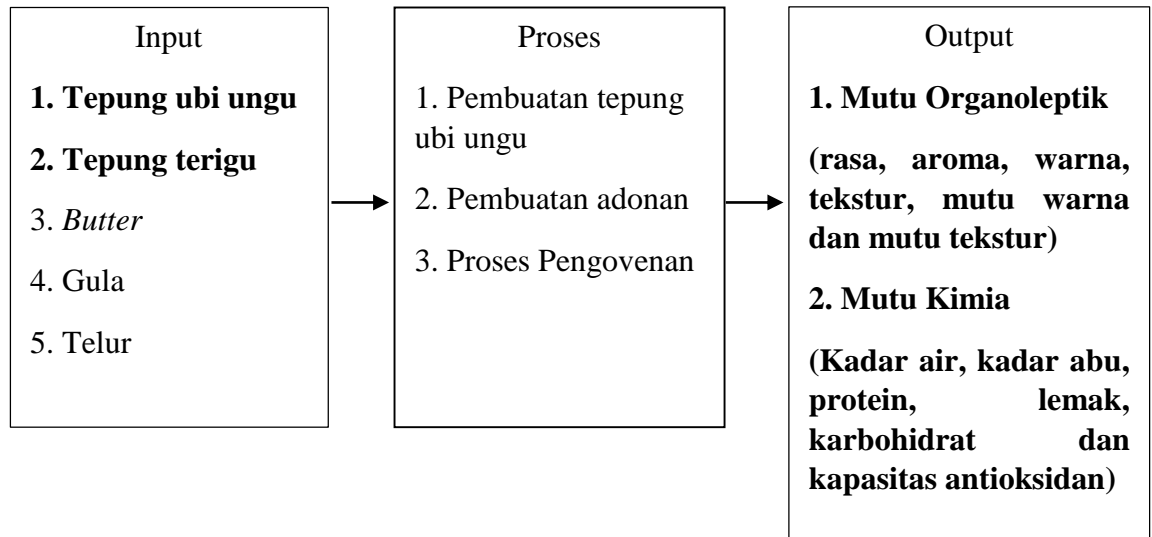 Input
1. Tepung ubi ungu
2. Tepung terigu
3. Butter
4. Gula
5. Telur
Proses
1. Pembuatan tepung
ubi ungu
2. Pembuatan adonan
3. Proses Pengovenan
Output
1. Mutu Organoleptik
(rasa, aroma, warna,
tekstur, mutu warna
dan mutu tekstur)
2. Mutu Kimia
(Kadar air, kadar abu,
protein, lemak,
karbohidrat dan
kapasitas antioksidan)